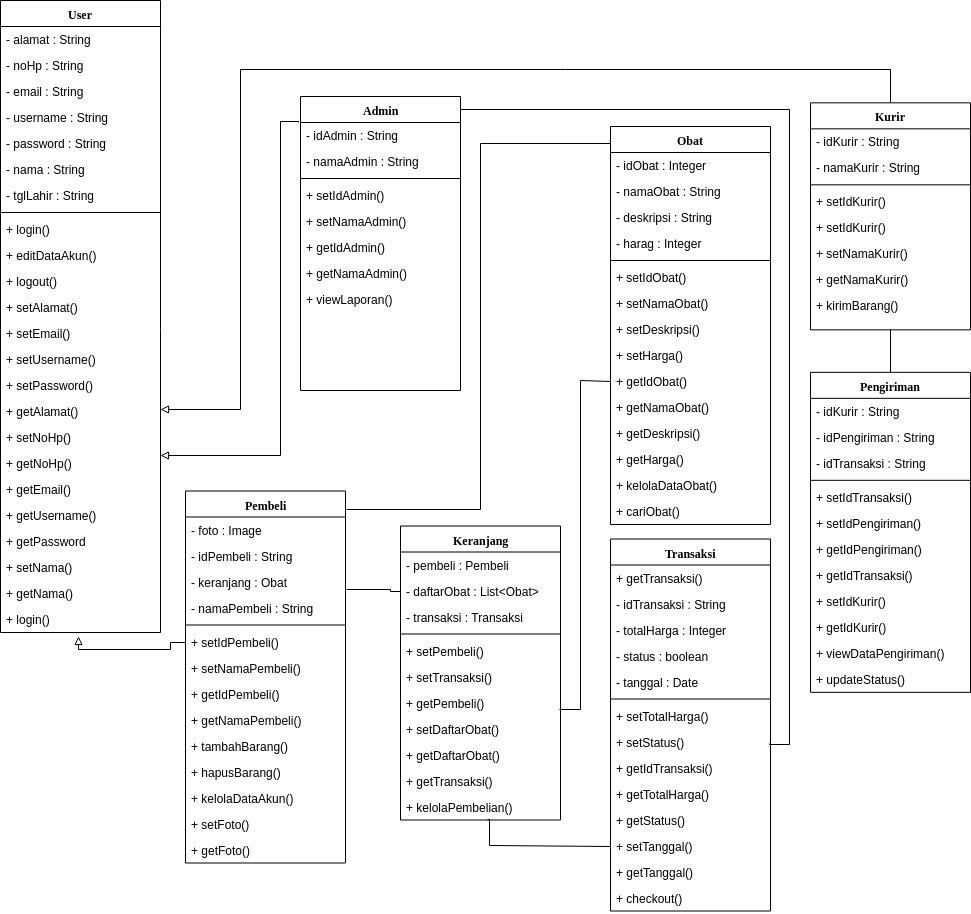 User
- alamat : String
- noHp : String
- email : String
- username : String
- password : String
- nama : String
- tglLahir : String
+ login()
+ editDataAkun()
+ logout()
+ setAlamat()
+ setEmail()
+ setUsername()
+ setPassword()
+ getAlamat()
+ setNoHp()
+ getNoHp()
+ getEmail()
+ getUsername()
+ getPassword
+ setNama()
+ getNama()
+ login()
Admin
- idAdmin : String
- namaAdmin : String
+ setIdAdmin()
+ setNamaAdmin()
+ getIdAdmin()
+ getNamaAdmin()
+ viewLaporan()
Obat
- idObat : Integer
- namaObat : String
- deskripsi : String
- harag : Integer
+ setIdObat()
+ setNamaObat()
+ setDeskripsi()
+ setHarga()
+ getIdObat()
+ getNamaObat()
+ getDeskripsi()
+ getHarga()
+ kelolaDataObat()
+ cariObat()
Kurir
- idKurir : String
- namaKurir : String
+ setIdKurir()
+ setIdKurir()
+ setNamaKurir()
+ getNamaKurir()
+ kirimBarang()
Pengiriman
- idKurir : String
- idPengiriman : String
- idTransaksi : String
+ setIdTransaksi()
+ setIdPengiriman()
+ getIdPengiriman()
+ getIdTransaksi()
+ setIdKurir()
+ getIdKurir()
+ viewDataPengiriman()
+ updateStatus()
Pembeli
- foto : Image
- idPembeli : String
- keranjang : Obat
- namaPembeli : String
+ setIdPembeli()
+ setNamaPembeli()
+ getIdPembeli()
+ getNamaPembeli()
+ tambahBarang()
+ hapusBarang()
+ kelolaDataAkun()
+ setFoto()
+ getFoto()
Keranjang
- pembeli : Pembeli
- daftarObat : List<Obat>
- transaksi : Transaksi
+ setPembeli()
+ setTransaksi()
+ getPembeli()
+ setDaftarObat()
+ getDaftarObat()
+ getTransaksi()
+ kelolaPembelian()
Transaksi
+ getTransaksi()
- idTransaksi : String
- totalHarga : Integer
- status : boolean
- tanggal : Date
+ setTotalHarga()
+ setStatus()
+ getIdTransaksi()
+ getTotalHarga()
+ getStatus()
+ setTanggal()
+ getTanggal()
+ checkout()